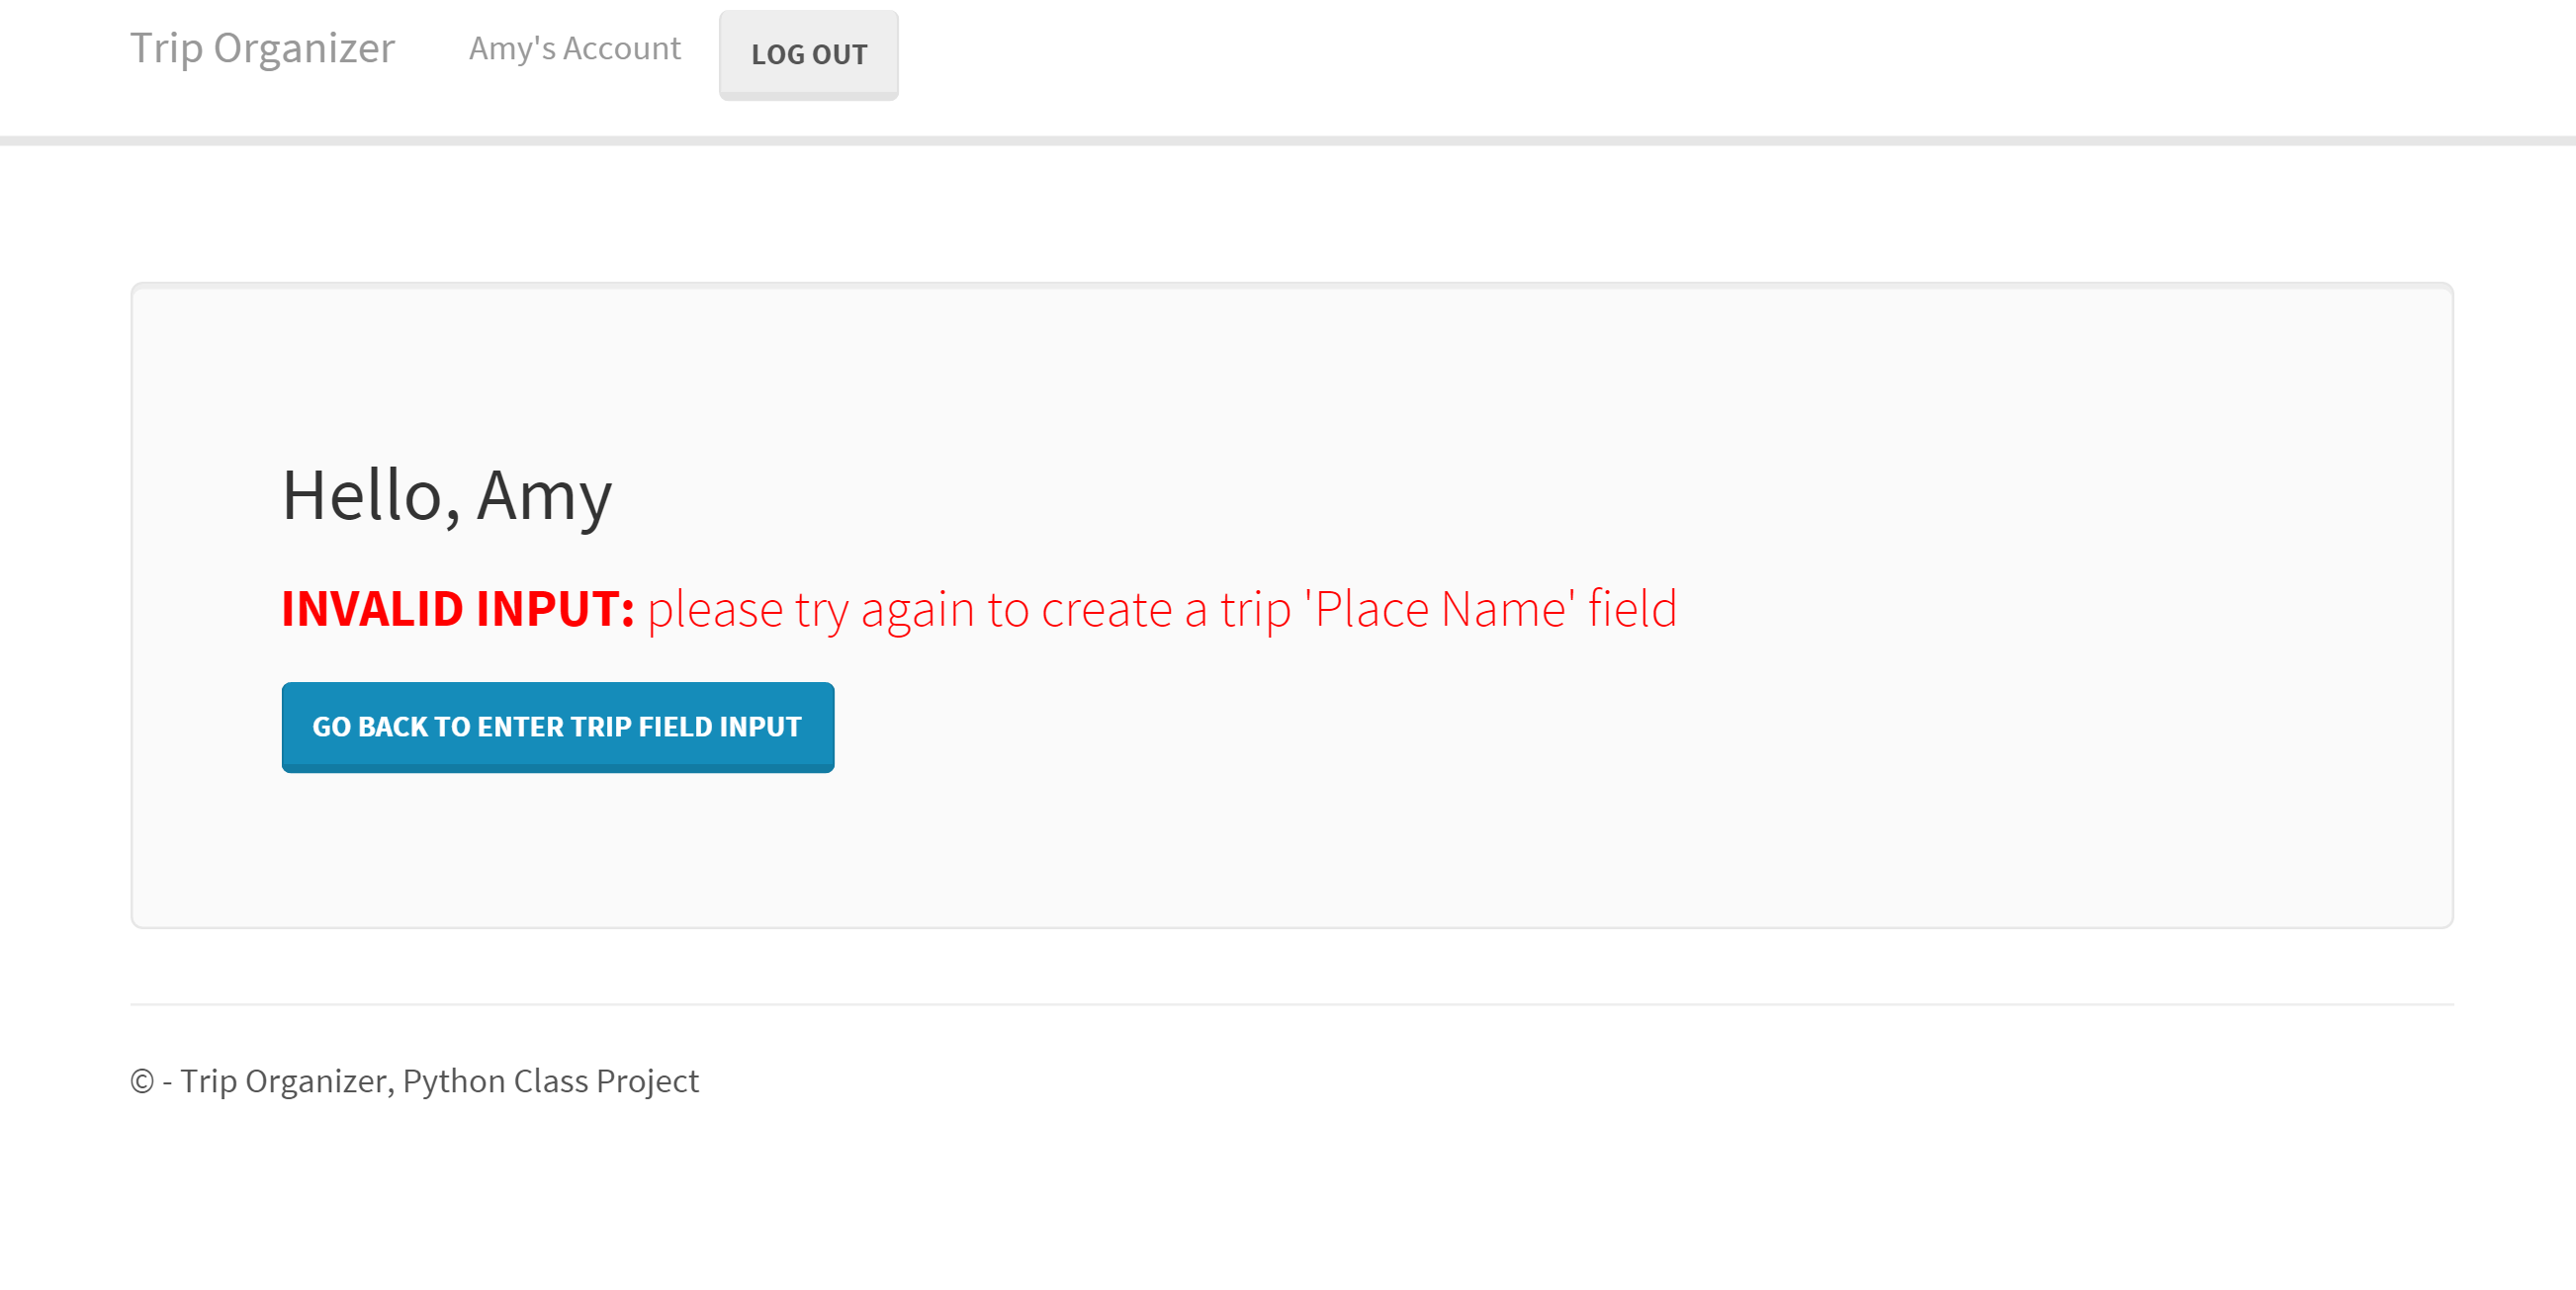 Trip Organizer Amy's Account LOG OUT
Hello, Amy
INVALID INPUT: please try again to create a trip 'Place Name' field
GO BACK TO ENTER TRIP FIELD INPUT
© - Trip Organizer, Python Class Project